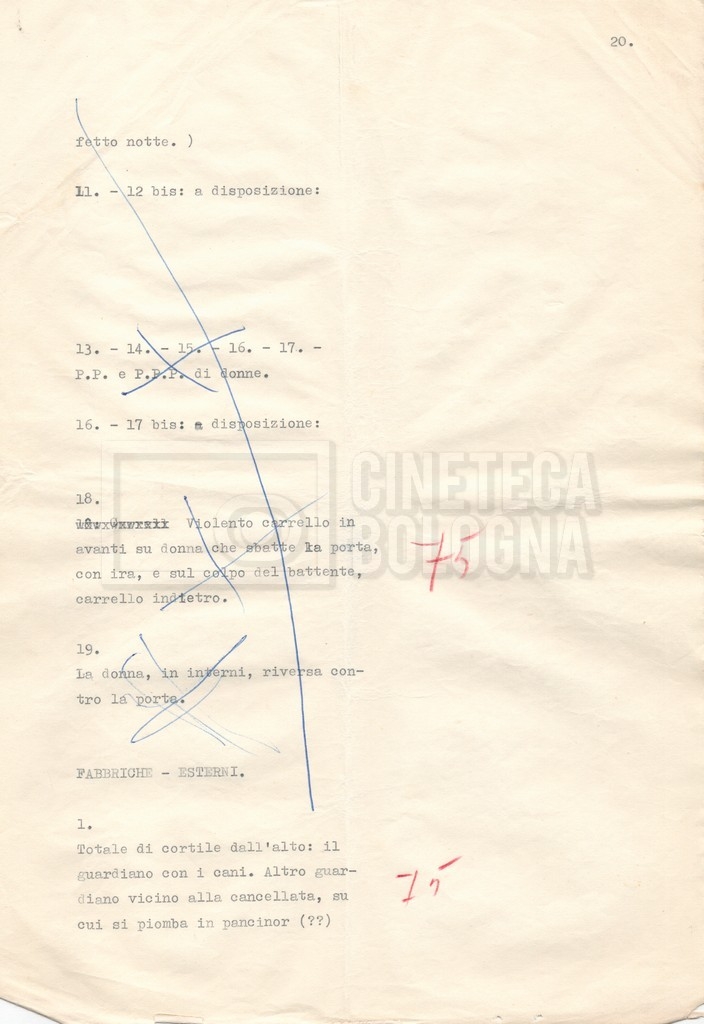 20.
fetto notte. )
11. - 12 bis: a disposizione:
13. - 14. - 15. - 16. - 17. -
P.P. e P.P.P. di donne.
16. - 17 bis: a disposizione:
CINETECA
BOLOGNA
18.
Violento carrello in
avanti su donna che sbatte la porta,
con ira, e sul colpo del battente,
carrello indietro.
75
19.
La donna, in interni, riversa con-
tro la porta.
FABBRICHE - ESTERNI.
1.
Totale di cortile dall'alto: il
guardiano con i cani. Altro guar-
diano vicino alla cancellata, su
cui si piomba in pancinor (??)
75